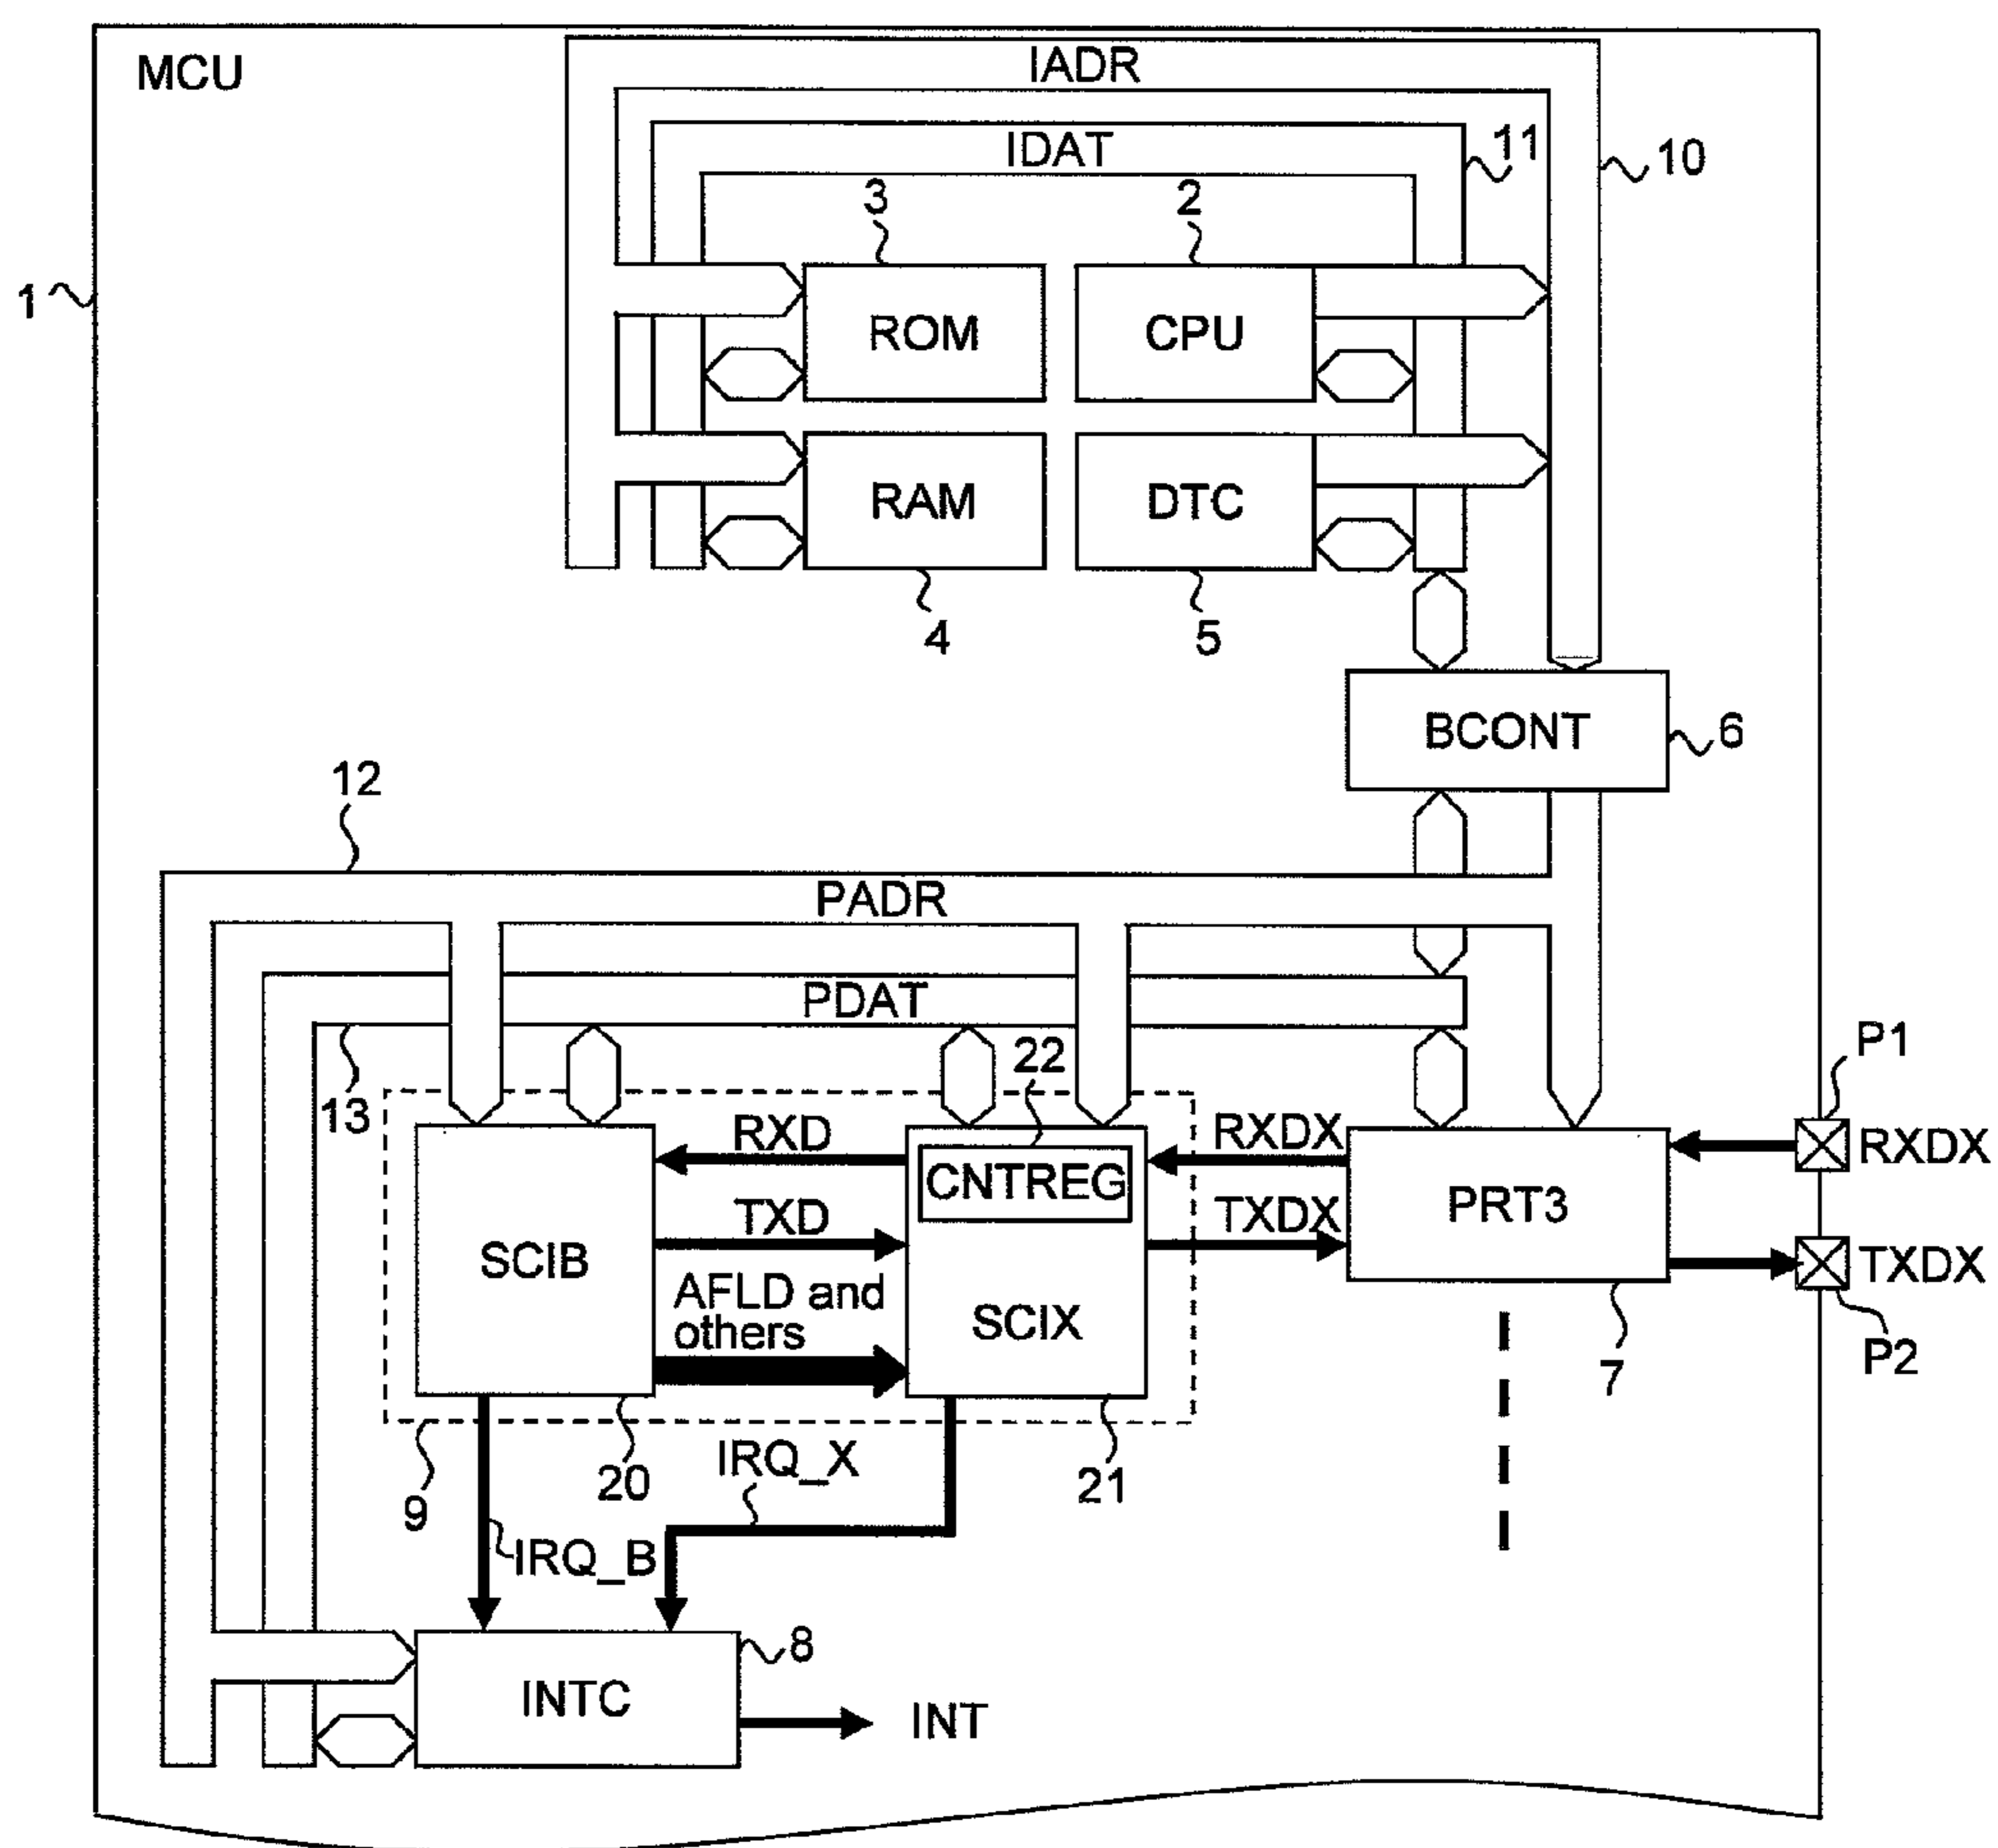 MCU
IADR
IDAT
11
10
3
2
1
ROM
CPU
RAM
DTC
4
5
BCONT
6
12
PADR
PDAT
13
22
P1
RXD
RXDX
RXDX
CNTREG
TXD
TXDX
PRT3
TXDX
SCIB
AFLD and
others
SCIX
P2
7
9
20
IRQ_X
21
IRQ_B
8
INTC
INT